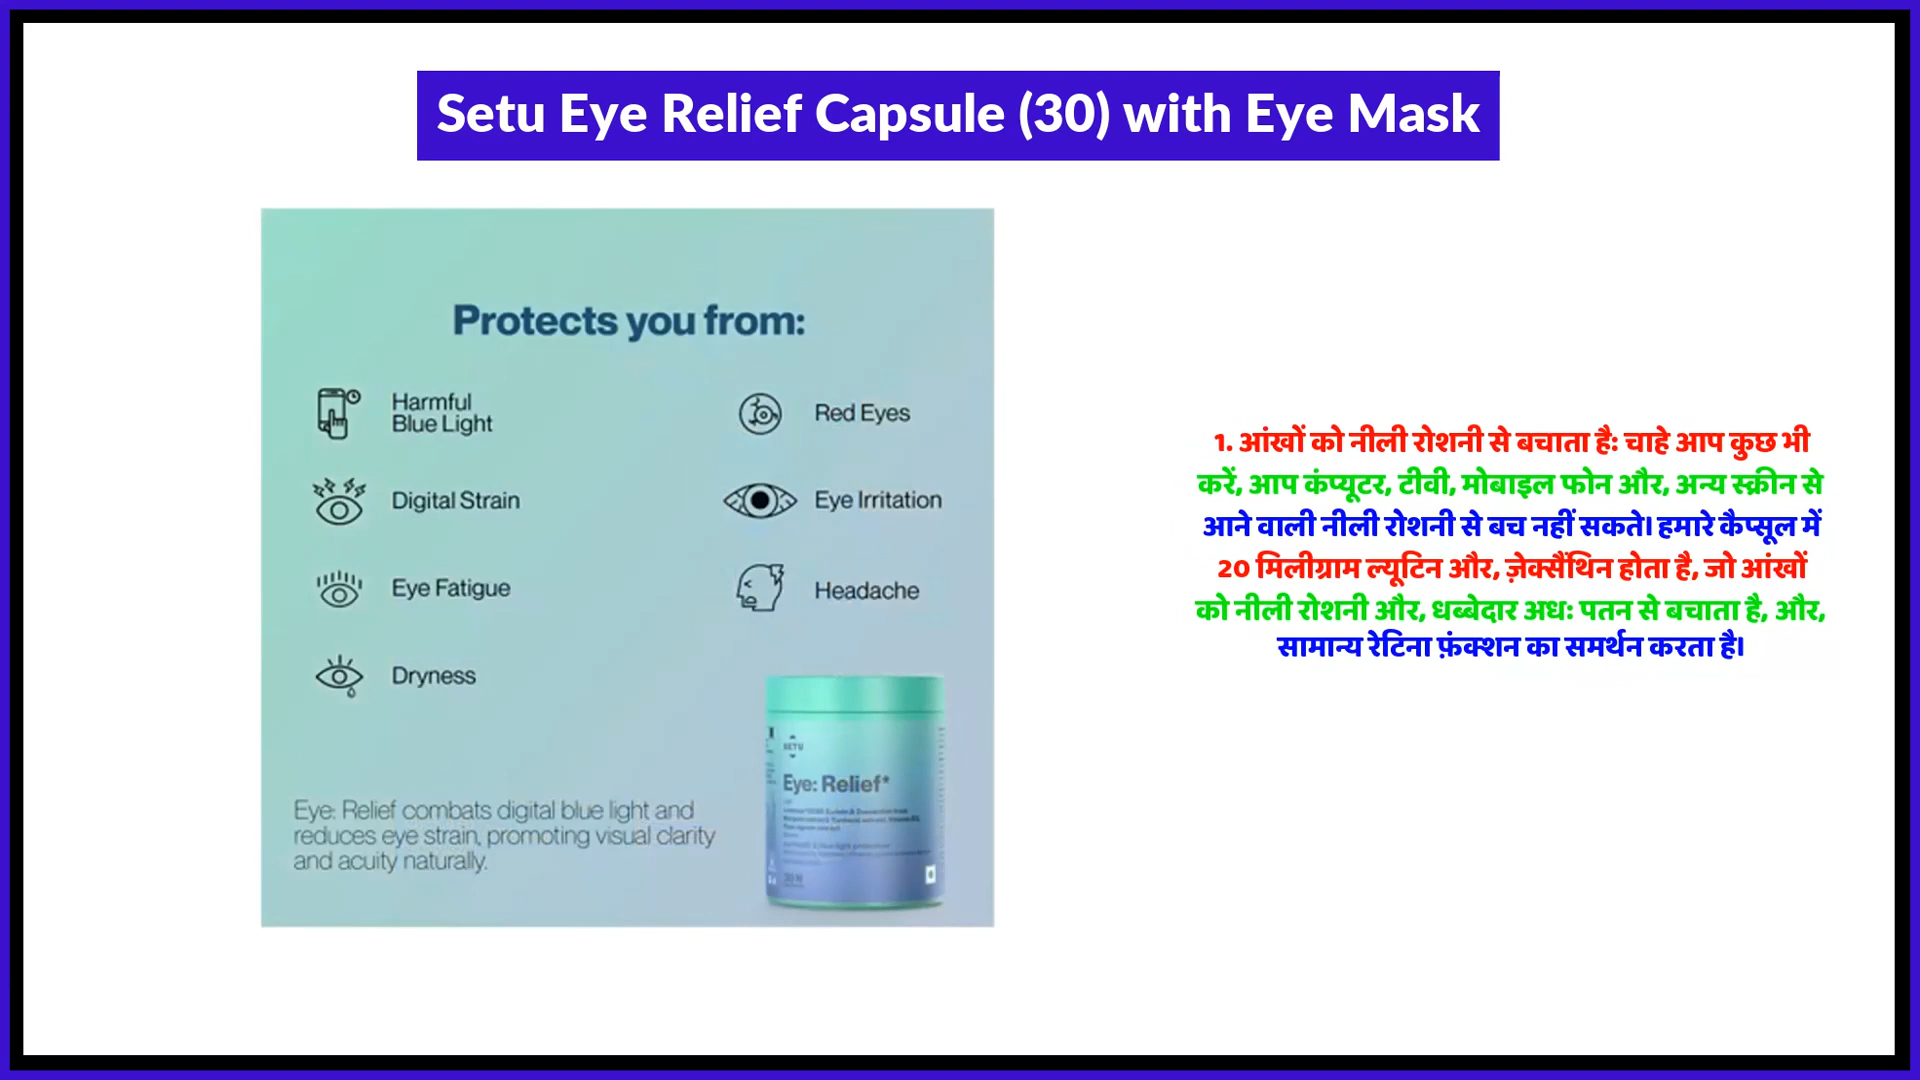 Setu Eye Relief Capsule (30) with Eye Mask
Protects you from:
Harmful
Blue Light
Digital Strain
Eye Fatigue
Dryness
Red Eyes
Eye Irritation
Headache
Eye: Relief combats digital blue light and
reduces eye strain, promoting visual clarity
and acuity naturally.
SETU
Eye: Relief*
1. आंखों को नीली रोशनी से बचाता है: चाहे आप कुछ भी
करें, आप कंप्यूटर, टीवी, मोबाइल फोन और, अन्य स्क्रीन से
आने वाली नीली रोशनी से बच नहीं सकते। हमारे कैप्सूल में
20 मिलीग्राम ल्यूटिन और, ज़ेक्सैंथिन होता है, जो आंखों
को नीली रोशनी और, धब्बेदार अध: पतन से बचाता है, और,
सामान्य रेटिना फ़ंक्शन का समर्थन करता है।